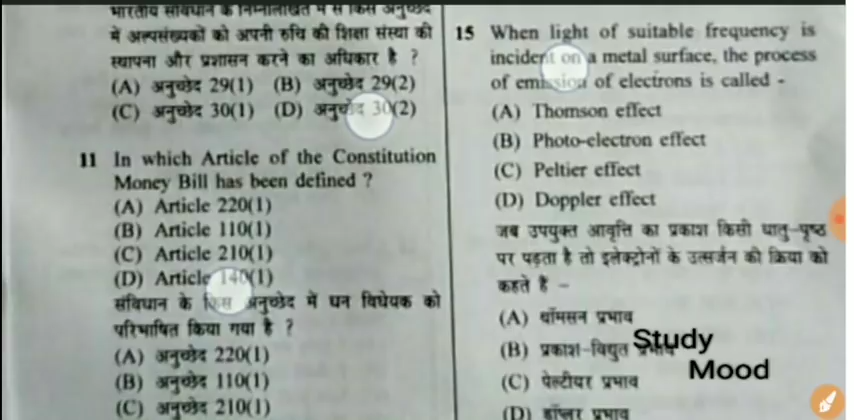 भारतीय संविधान के निम्नलिखित में से किस अनुच्छेद
में अल्पसंख्यकों को अपनी रुचि की शिक्षा संस्था की
स्थापना और प्रशासन करने का अधिकार है ?
(A) अनुच्छेद 29(1) (B) अनुच्छेद 29(2)
(C) अनुच्छेद 30(1) (D) अनुच्छेद 30(2)
11 In which Article of the Constitution
Money Bill has been defined ?
(A) Article 220(1)
(B) Article 110(1)
(C) Article 210(1)
(D) Article 140(1)
संविधान के किस अनुच्छेद में धन विधेयक को
परिभाषित किया गया है ?
(A) अनुच्छेद 220(1)
(B) अनुच्छेद 110(1)
(C) अनुच्छेद 210(1)
15 When light of suitable frequency is
incident on a metal surface, the process
of emission of electrons is called -
(A) Thomson effect
(B) Photo-electron effect
(C) Peltier effect
(D) Doppler effect
जब उपयुक्त आवृत्ति का प्रकाश किसी धातु-पृष्ठ
पर पड़ता है तो इलेक्ट्रोनों के उत्सर्जन की क्रिया को
कहते हैं -
(A) थॉमसन प्रभाव
(B) प्रकाश-विद्युत प्रभाव
(C) पेल्टीयर प्रभाव
(D) डॉप्लर प्रभाव
Study
Mood